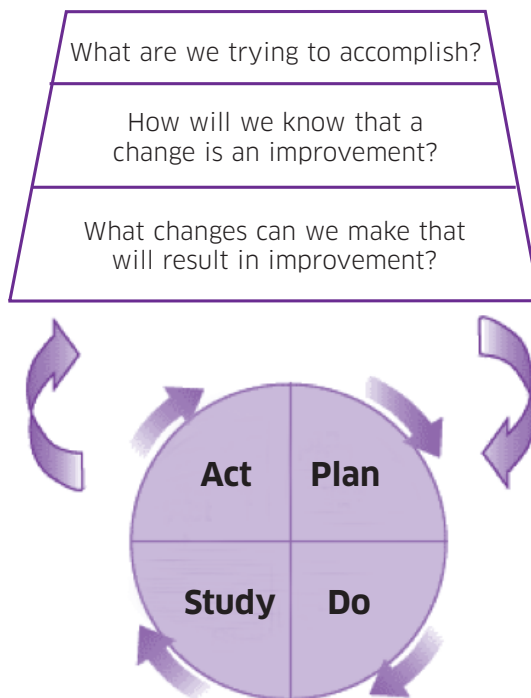 What are we trying to accomplish?
How will we know that a
change is an improvement?
What changes can we make that
will result in improvement?
Act
Plan
Study
Do